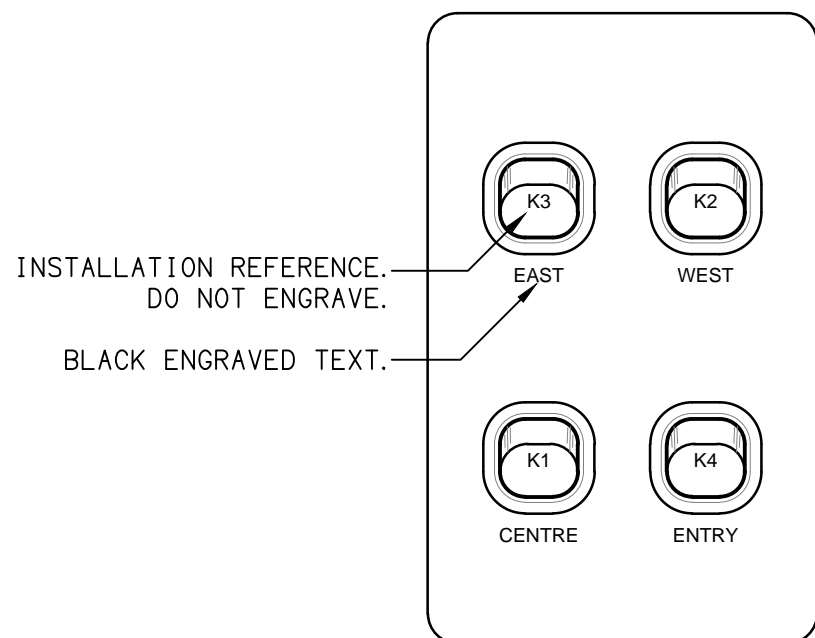 K3 K2
EAST WEST
INSTALLATION REFERENCE.
DO NOT ENGRAVE.
BLACK ENGRAVED TEXT.
K1 K4
CENTRE ENTRY